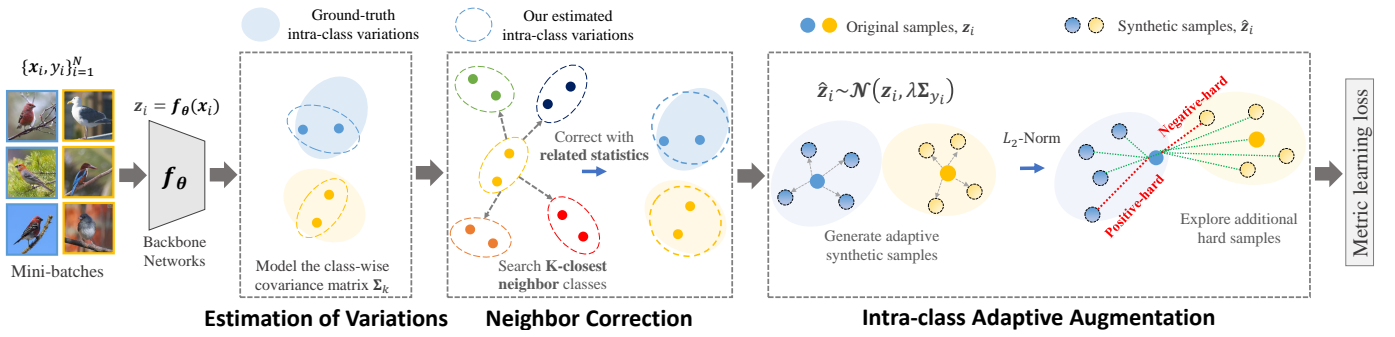 Ground-truth
intra-class variations
Our estimated
intra-class variations
Original samples, 𝒛ᵢ
Synthetic samples, ẑᵢ
{𝒙ᵢ, yᵢ}ᵢ₌₁ᴺ
𝒛ᵢ = 𝒇_𝜽(𝒙ᵢ)
𝒇_𝜽
Backbone
Networks
Mini-batches
Model the class-wise
covariance matrix 𝚺ₖ
Estimation of Variations
Correct with
related statistics
Search K-closest
neighbor classes
Neighbor Correction
ẑᵢ~𝓝(𝒛ᵢ, λ𝚺_yᵢ)
Generate adaptive
synthetic samples
L₂-Norm
Negative-hard
Positive-hard
Explore additional
hard samples
Intra-class Adaptive Augmentation
Metric learning loss